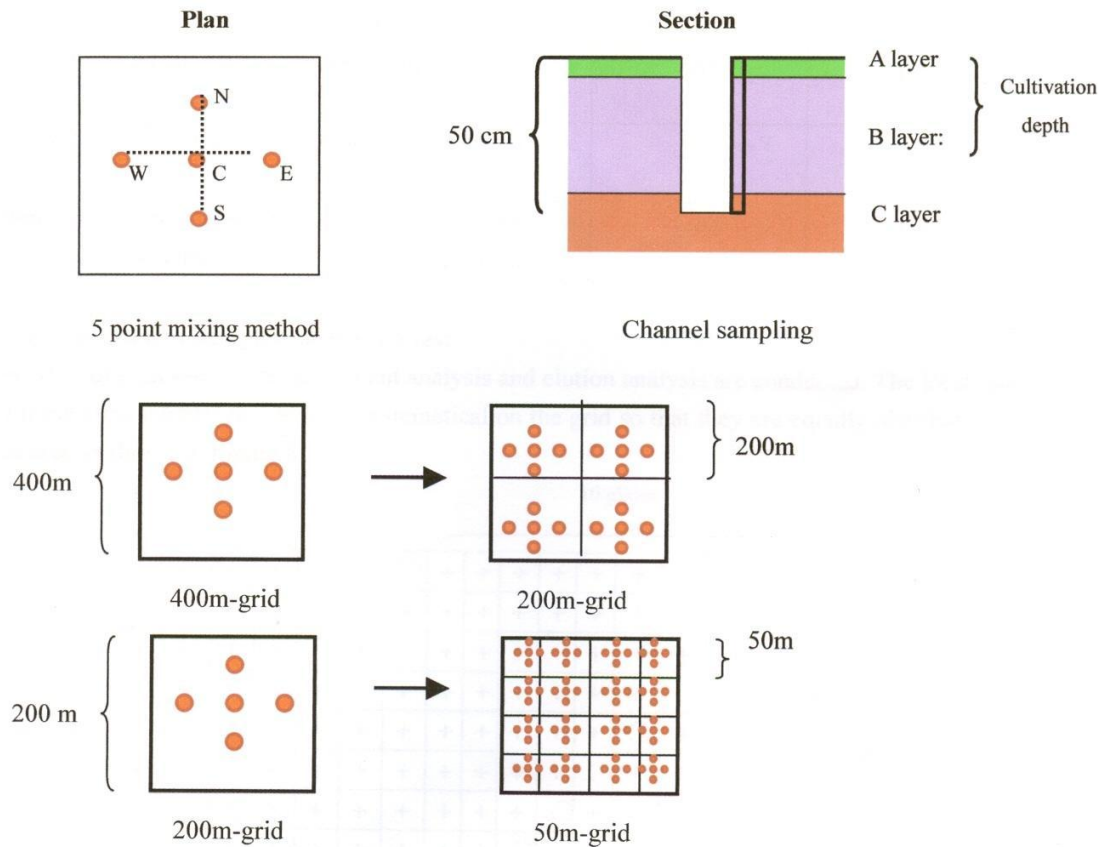 Plan
Section
N
W
C
E
S
50 cm
A layer
B layer:
C layer
Cultivation
depth
5 point mixing method
Channel sampling
400m
200m
400m-grid
200m-grid
200 m
50m
200m-grid
50m-grid